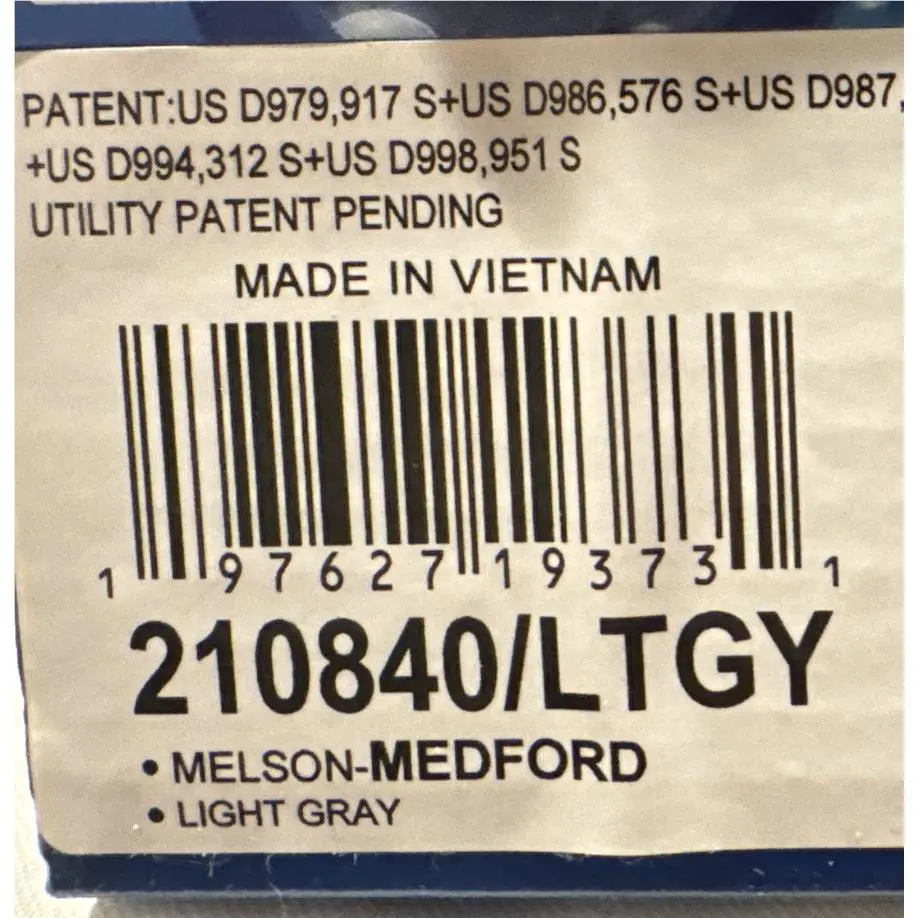 PATENT:US D979,917 S+US D986,576 S+US D987,
+US D994,312 S+US D998,951 S
UTILITY PATENT PENDING
MADE IN VIETNAM
1 97627 19373 1
210840/LTGY
• MELSON-MEDFORD
• LIGHT GRAY